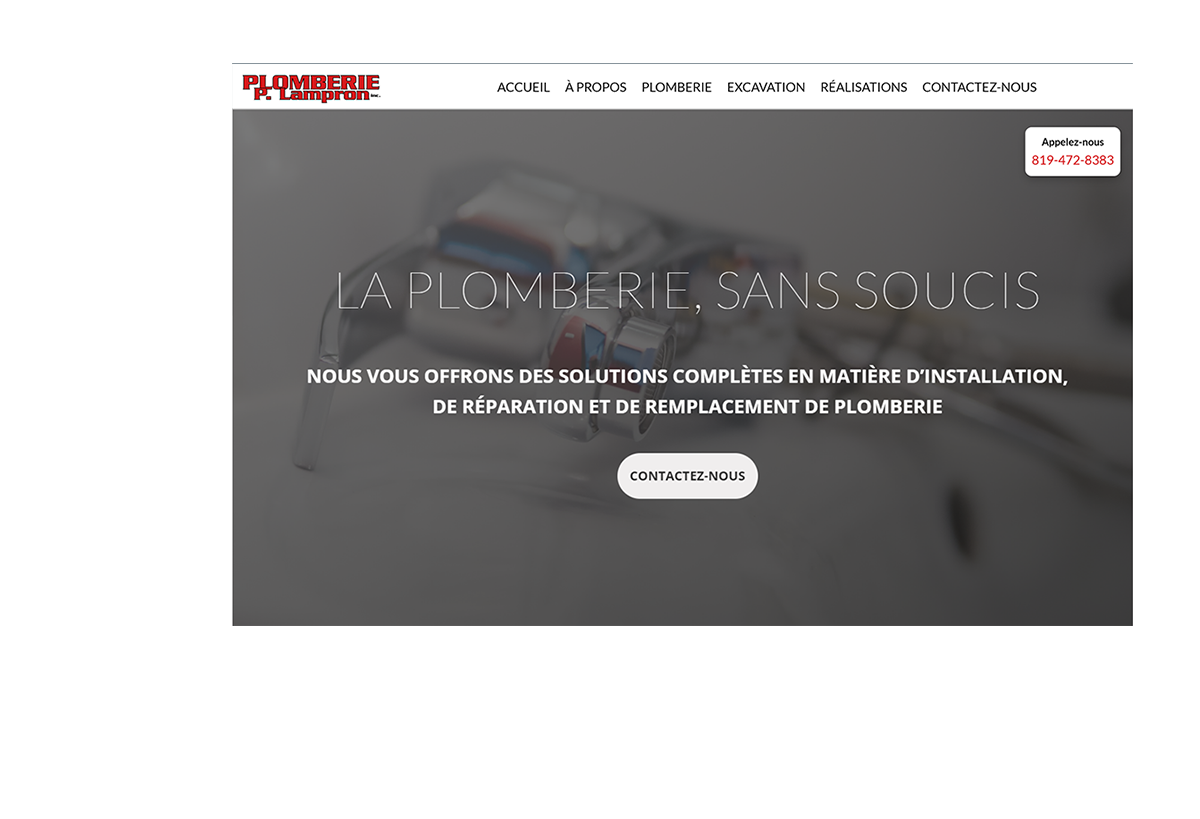 PLOMBERIE
P. Lampron inc.
ACCUEIL À PROPOS PLOMBERIE EXCAVATION RÉALISATIONS CONTACTEZ-NOUS
Appelez-nous
819-472-8383
LA PLOMBERIE, SANS SOUCIS
NOUS VOUS OFFRONS DES SOLUTIONS COMPLÈTES EN MATIÈRE D'INSTALLATION,
DE RÉPARATION ET DE REMPLACEMENT DE PLOMBERIE
CONTACTEZ-NOUS